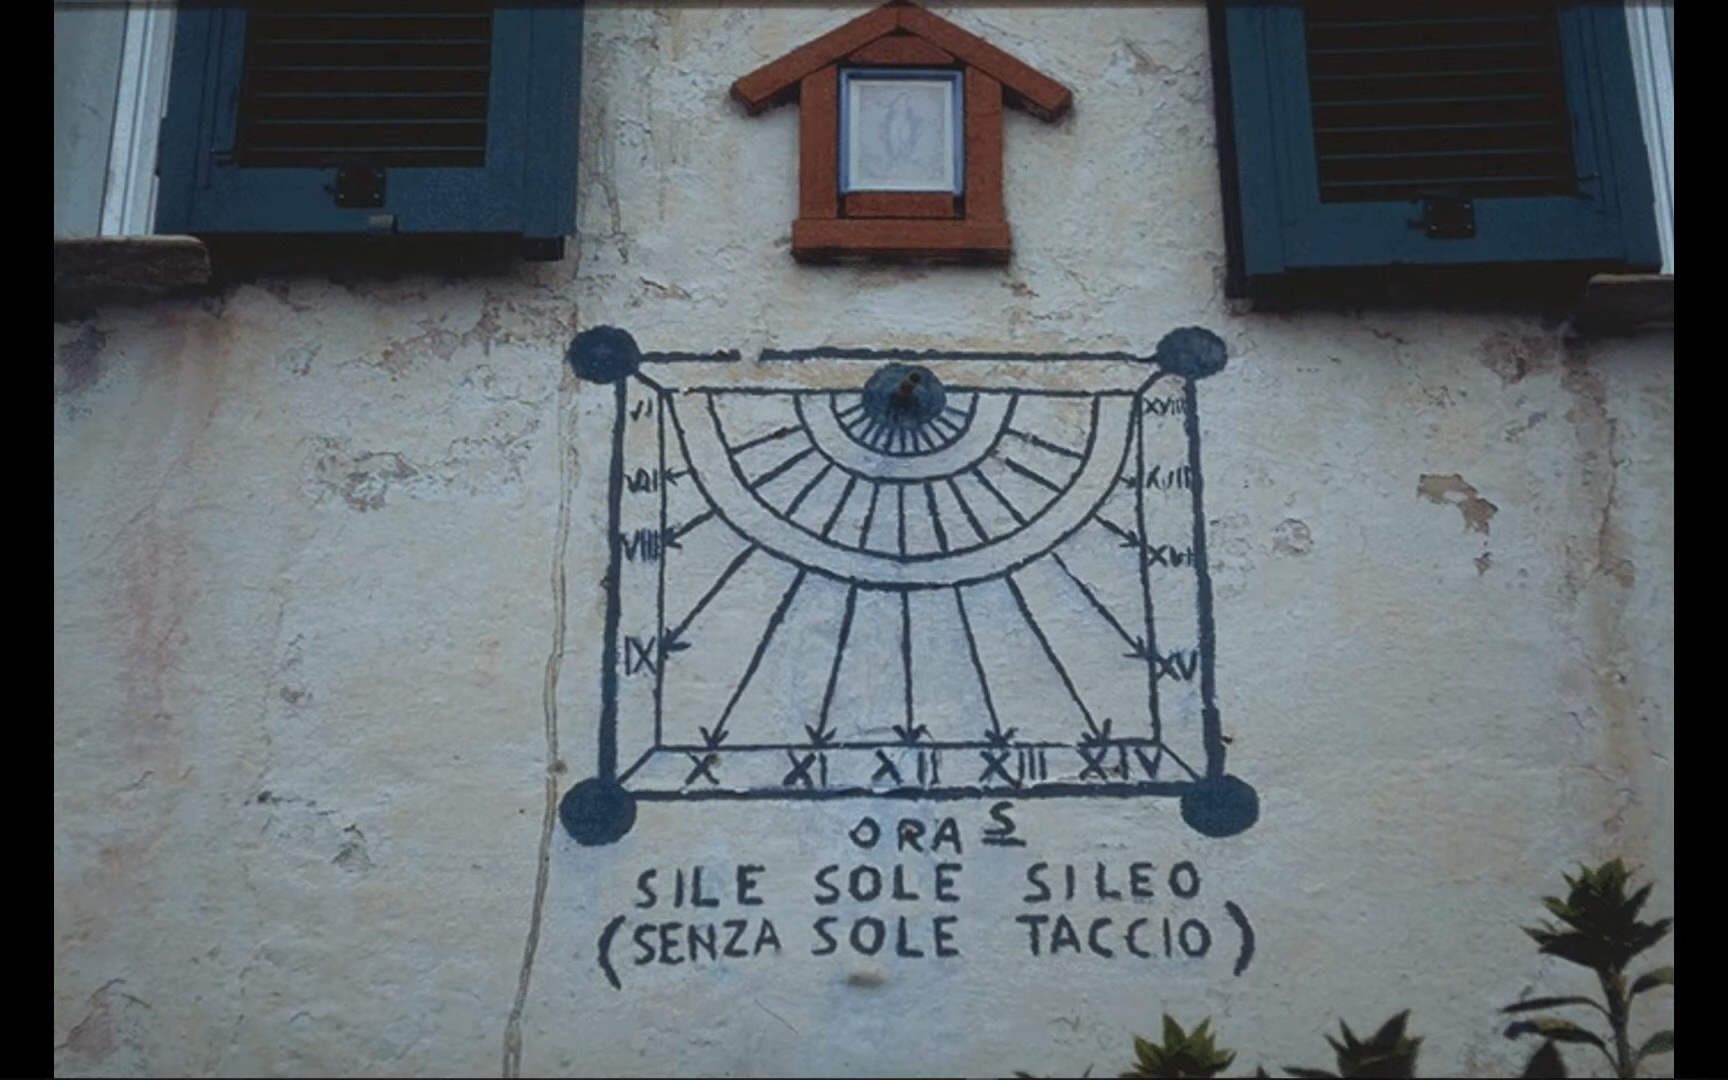 VI XVIII
VII XVII
VIII XVI
IX XV
X XI XII XIII XIV
ORA S
SILE SOLE SILEO
(SENZA SOLE TACCIO)